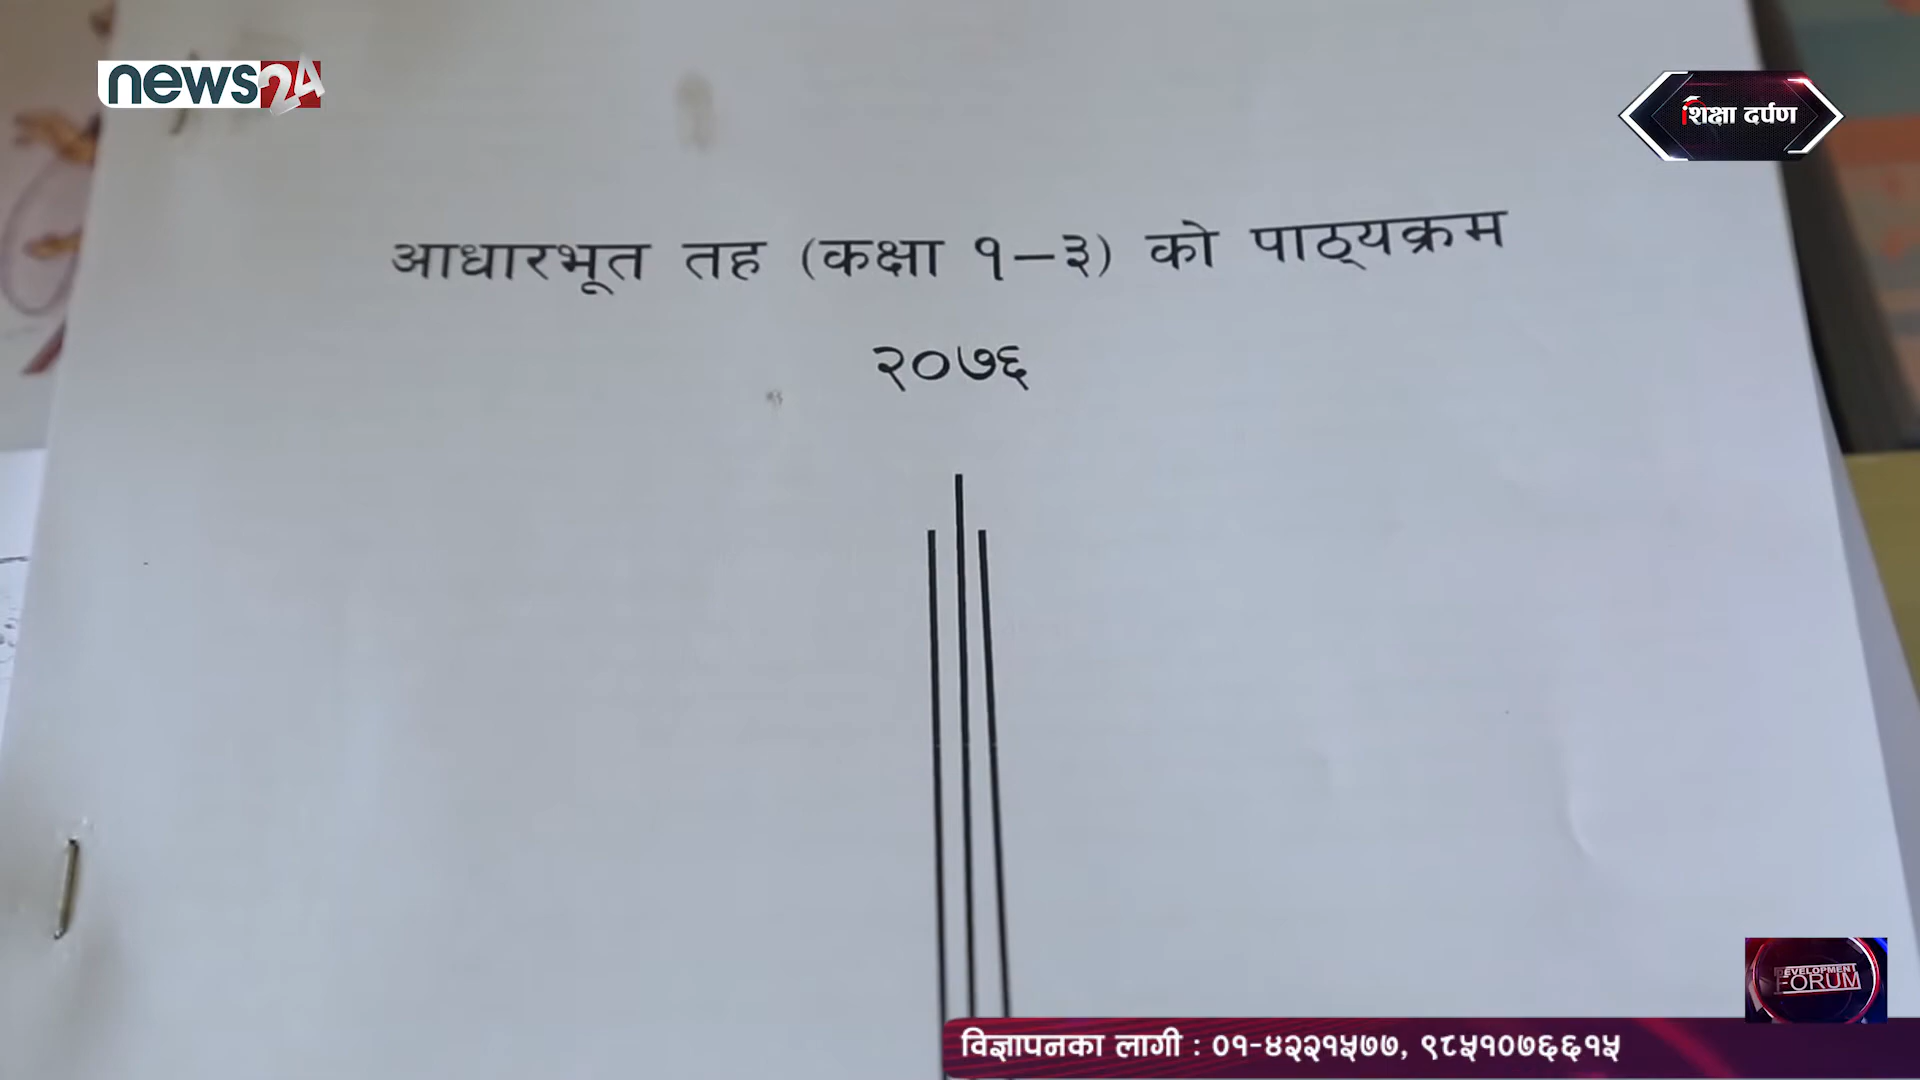 news24
शिक्षा दर्पण
आधारभूत तह (कक्षा १–३) को पाठ्यक्रम
२०७६
DEVELOPMENT
FORUM
विज्ञापनका लागी : ०१-४२२१५७७, ९८५१०७६६१५